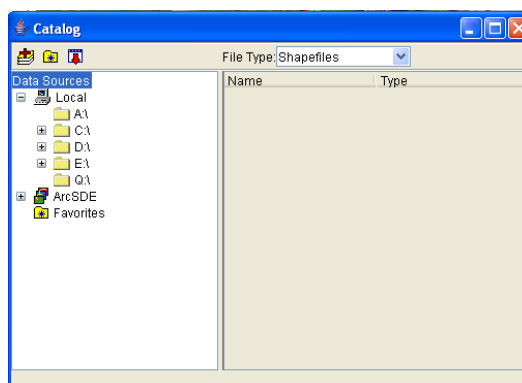 Catalog
File Type: Shapefiles
Data Sources
Name Type
Local
A:\
C:\
D:\
E:\
Q:\
ArcSDE
Favorites